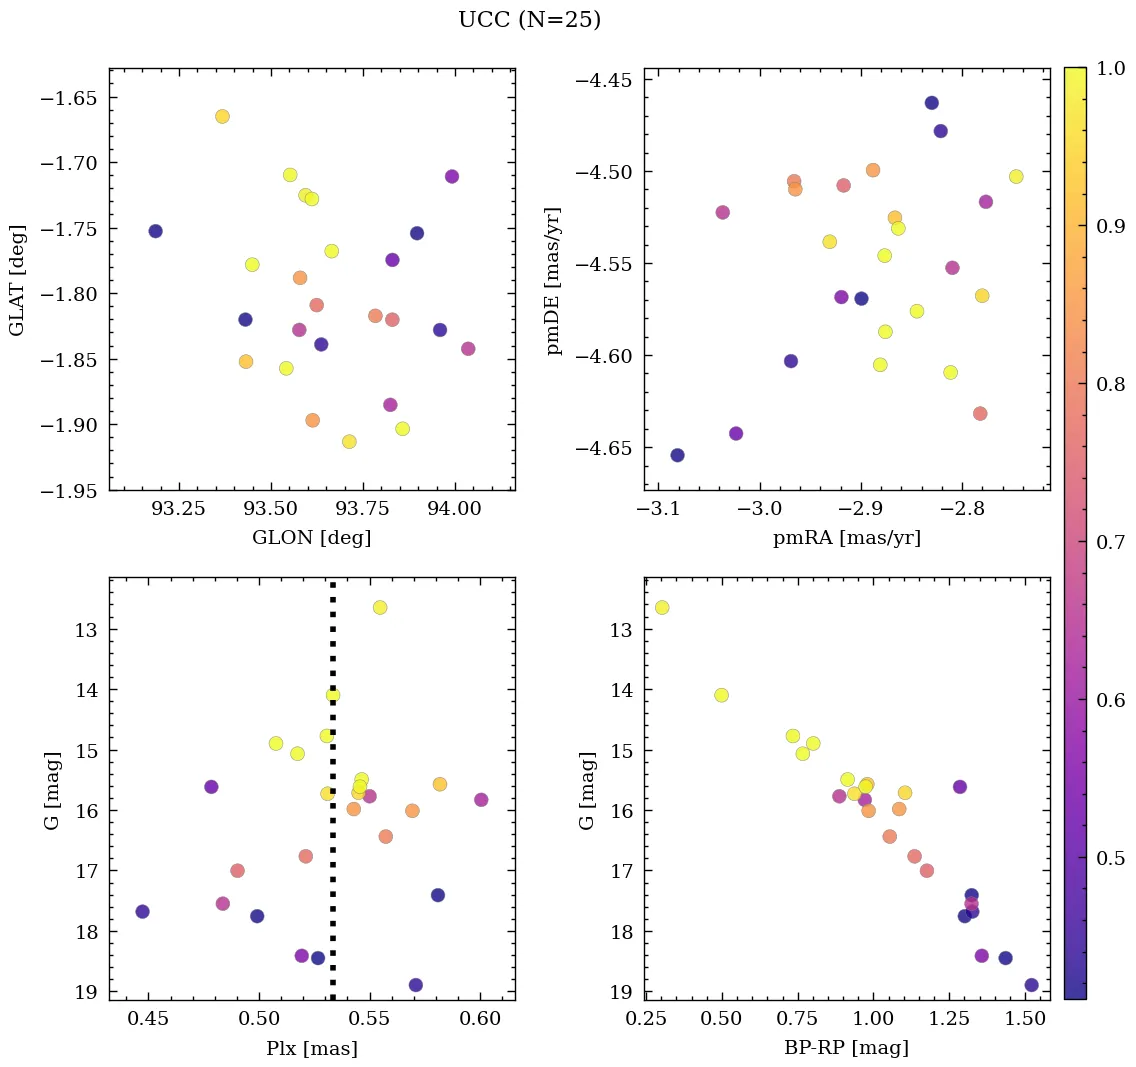 UCC (N=25)
−1.65
−1.70
−1.75
−1.80
−1.85
−1.90
−1.95
GLAT [deg]
93.25 93.50 93.75 94.00
GLON [deg]
−4.45
−4.50
−4.55
−4.60
−4.65
pmDE [mas/yr]
−3.1 −3.0 −2.9 −2.8
pmRA [mas/yr]
13
14
15
16
17
18
19
G [mag]
0.45 0.50 0.55 0.60
Plx [mas]
13
14
15
16
17
18
19
G [mag]
0.25 0.50 0.75 1.00 1.25 1.50
BP-RP [mag]
1.0
0.9
0.8
0.7
0.6
0.5